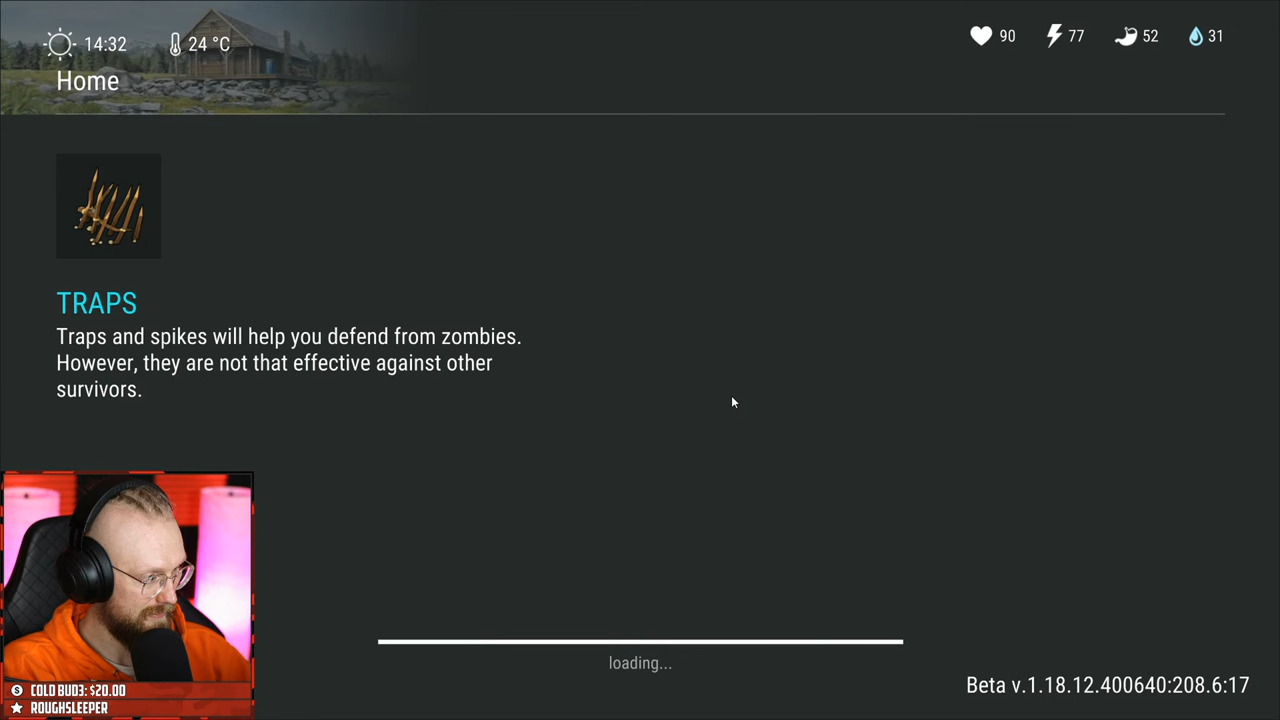 14:32 24 °C 90 77 52 31
Home
TRAPS
Traps and spikes will help you defend from zombies.
However, they are not that effective against other
survivors.
loading...
Beta v.1.18.12.400640:208.6:17
COLD BUD3: $20.00
ROUGHSLEEPER